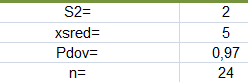 S2= 2
xsred= 5
Pdov= 0,97
n= 24